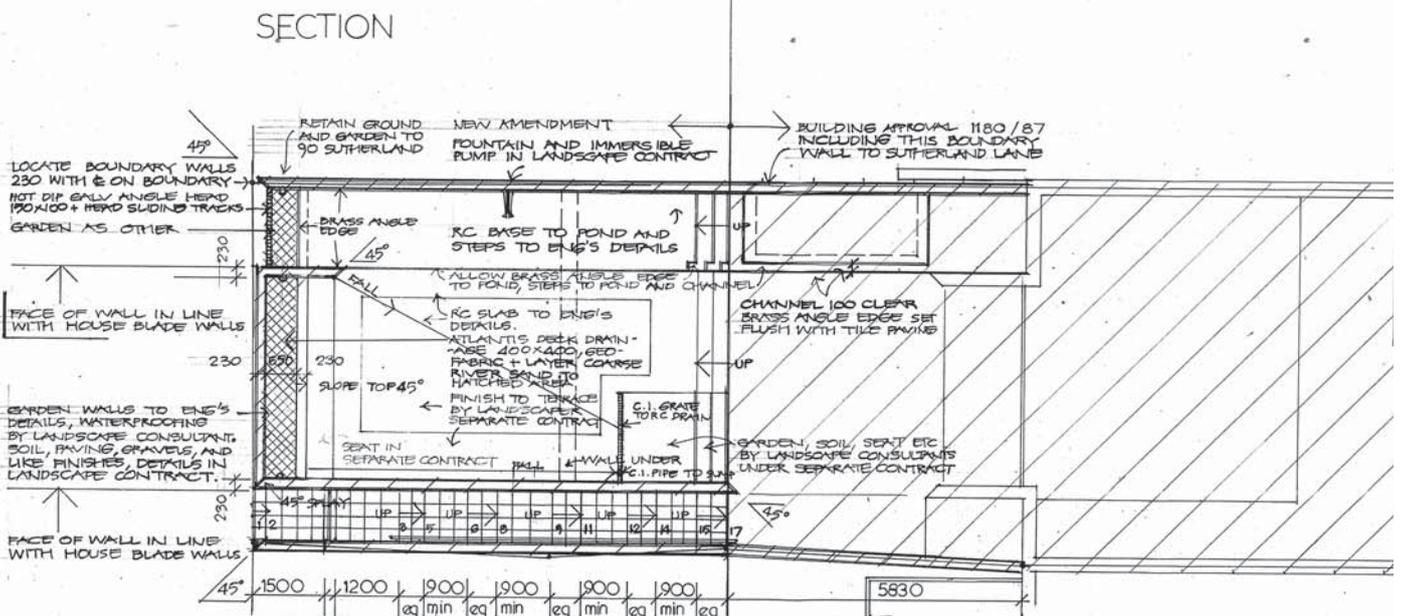 SECTION
RETAIN GROUND
AND GARDEN TO
90 SUTHERLAND
NEW AMENDMENT
FOUNTAIN AND IMMERSIBLE
PUMP IN LANDSCAPE CONTRACT
BUILDING APPROVAL 1180/87
INCLUDING THIS BOUNDARY
WALL TO SUTHERLAND LANE
45°
LOCATE BOUNDARY WALLS
230 WITH ℄ ON BOUNDARY
HOT DIP GALV ANGLE HEAD
150x100 + HEAD SLIDING TRACKS
GARDEN AS OTHER
BRASS ANGLE
EDGE
45°
230
RC BASE TO POND AND
STEPS TO ENG'S DETAILS
UP
ALLOW BRASS ANGLE EDGE
TO POND, STEPS TO POND AND CHANNEL
FALL
FACE OF WALL IN LINE
WITH HOUSE BLADE WALLS
RC SLAB TO ENG'S
DETAILS.
ATLANTIS DECK DRAIN-
-AGE 400x400, GEO-
FABRIC + LAYER COARSE
RIVER SAND TO
HATCHED AREA
CHANNEL 100 CLEAR
BRASS ANGLE EDGE SET
FLUSH WITH TILE PAVING
230 550 230
UP
SLOPE TOP 45°
FINISH TO TERRACE
BY LANDSCAPER
SEPARATE CONTRACT
C.I. GRATE
TO RC DRAIN
GARDEN WALLS TO ENG'S
DETAILS, WATERPROOFING
BY LANDSCAPE CONSULTANT.
SOIL, PAVING, GRAVELS, AND
LIKE FINISHES, DETAILS IN
LANDSCAPE CONTRACT.
SEAT IN
SEPARATE CONTRACT
FALL
WALL UNDER
C.I. PIPE TO SUMP
GARDEN, SOIL, SEAT ETC
BY LANDSCAPE CONSULTANTS
UNDER SEPARATE CONTRACT
230
45° SPLAY
1 2 UP 3 5 UP 6 8 UP 9 11 UP 12 14 UP 15 17
45°
FACE OF WALL IN LINE
WITH HOUSE BLADE WALLS
45° 1500 1200 900 900 900 900 5830
eq min eq min eq min eq min eq